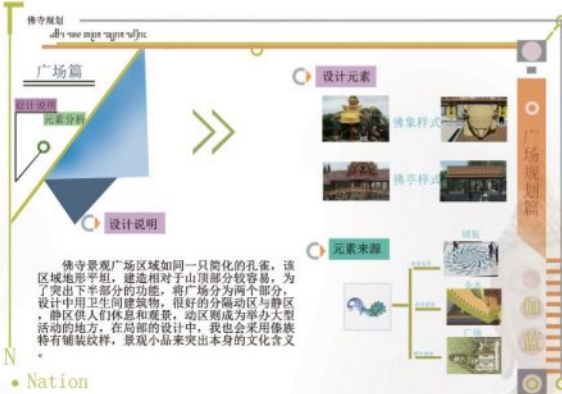 佛寺规划
广场篇
设计说明
元素分析
设计说明
佛寺景观广场区域如同一只简化的孔雀，该
区域地形平坦，建造相对于山顶部分较容易，为
了突出下半部分的功能，将广场分为两个部分，
设计中用卫生间建筑物，很好的分隔动区与静区
，静区供人们休息和观景，动区则成为举办大型
活动的地方，在局部的设计中，我也会采用傣族
特有铺装纹样，景观小品来突出本身的文化含义
。
N
• Nation
设计元素
佛象样式
佛亭样式
元素来源
铺装
广场
广场规划篇
伽蓝